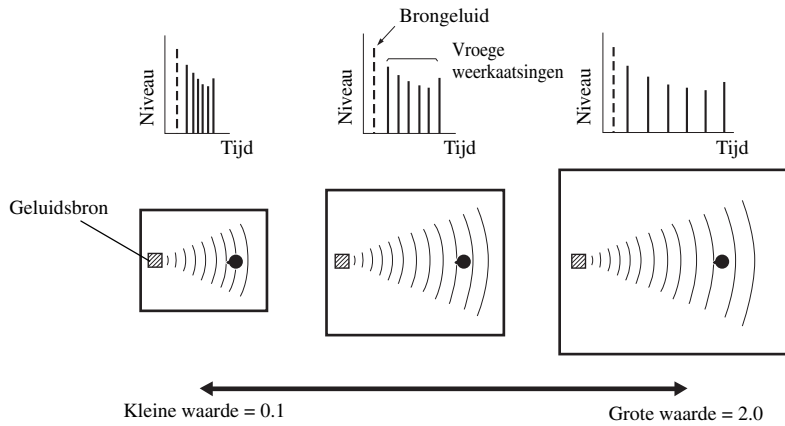 Brongeluid
Vroege
weerkaatsingen
Niveau
Tijd
Niveau
Tijd
Niveau
Tijd
Geluidsbron
Kleine waarde = 0.1
Grote waarde = 2.0